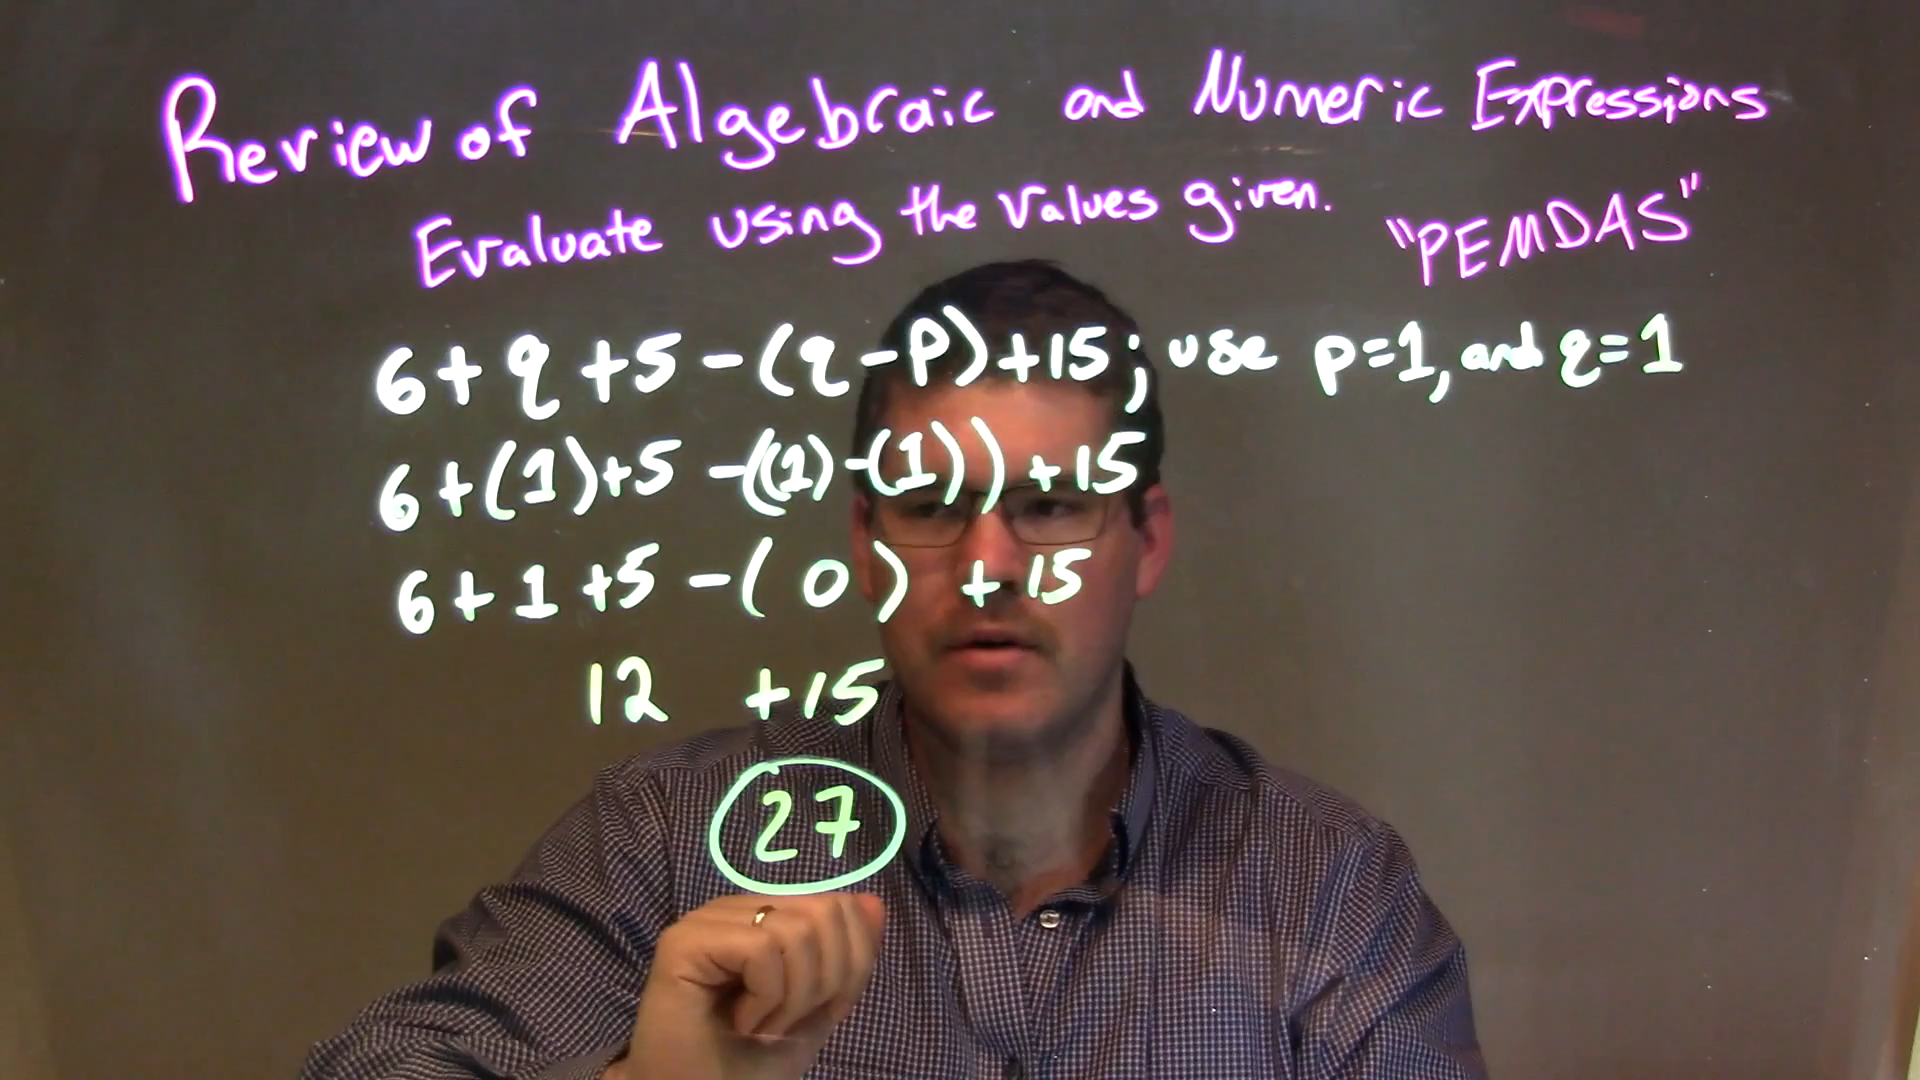 Review of Algebraic and Numeric Expressions
Evaluate using the values given. "PEMDAS"
6+q+5-(q-p)+15; use p=1, and q=1
6+(1)+5-((1)-(1))+15
6+1+5-(0)+15
12 +15
27